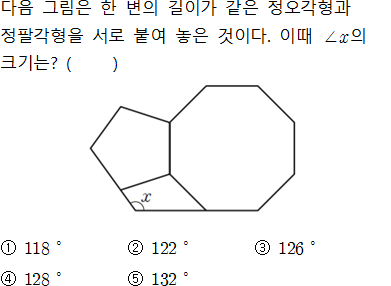 다음 그림은 한 변의 길이가 같은 정오각형과
정팔각형을 서로 붙여 놓은 것이다. 이때 ∠x의
크기는? (    )
x
① 118 ° ② 122 ° ③ 126 °
④ 128 ° ⑤ 132 °